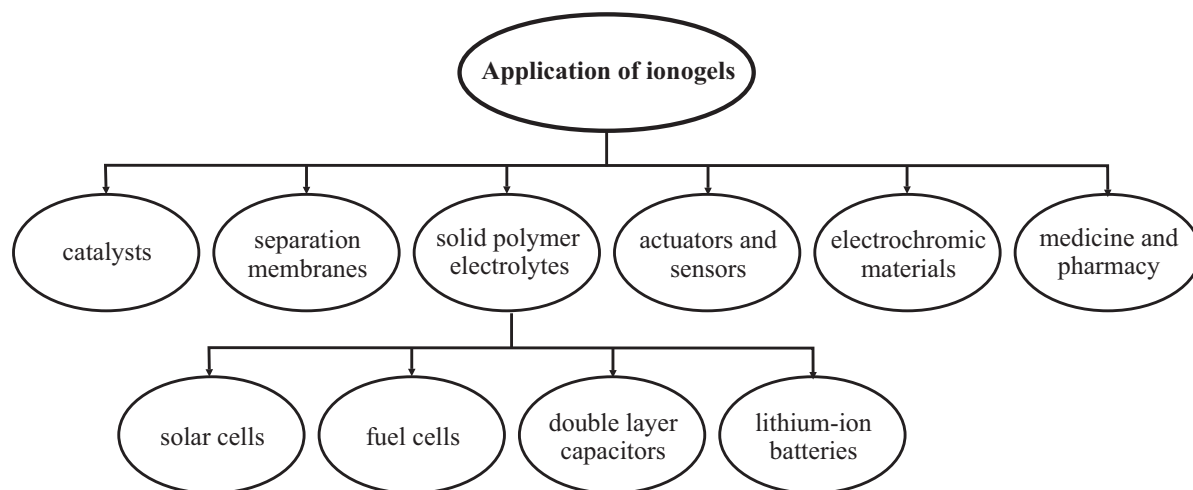 Application of ionogels
catalysts
separation
membranes
solid polymer
electrolytes
actuators and
sensors
electrochromic
materials
medicine and
pharmacy
solar cells
fuel cells
double layer
capacitors
lithium-ion
batteries